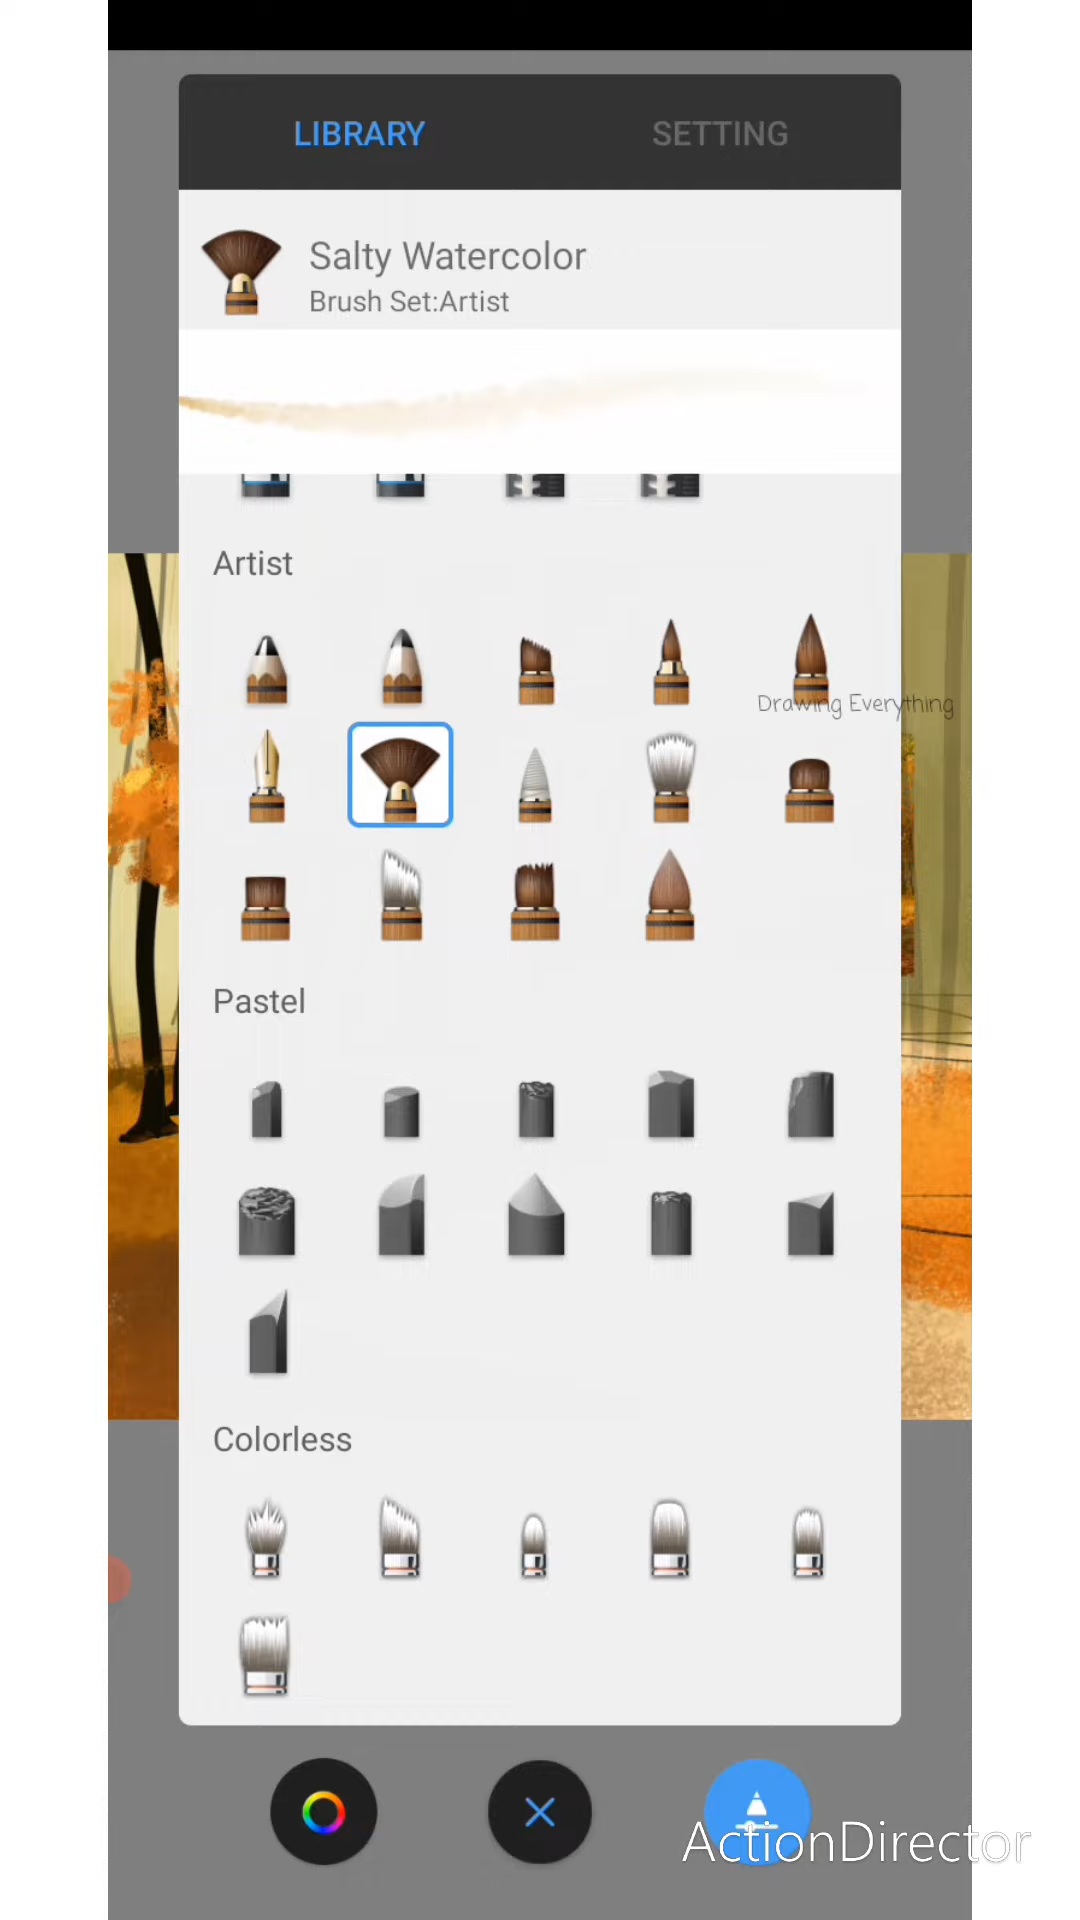 LIBRARY
SETTING
Salty Watercolor
Brush Set:Artist
Artist
Drawing Everything
Pastel
Colorless
ActionDirector